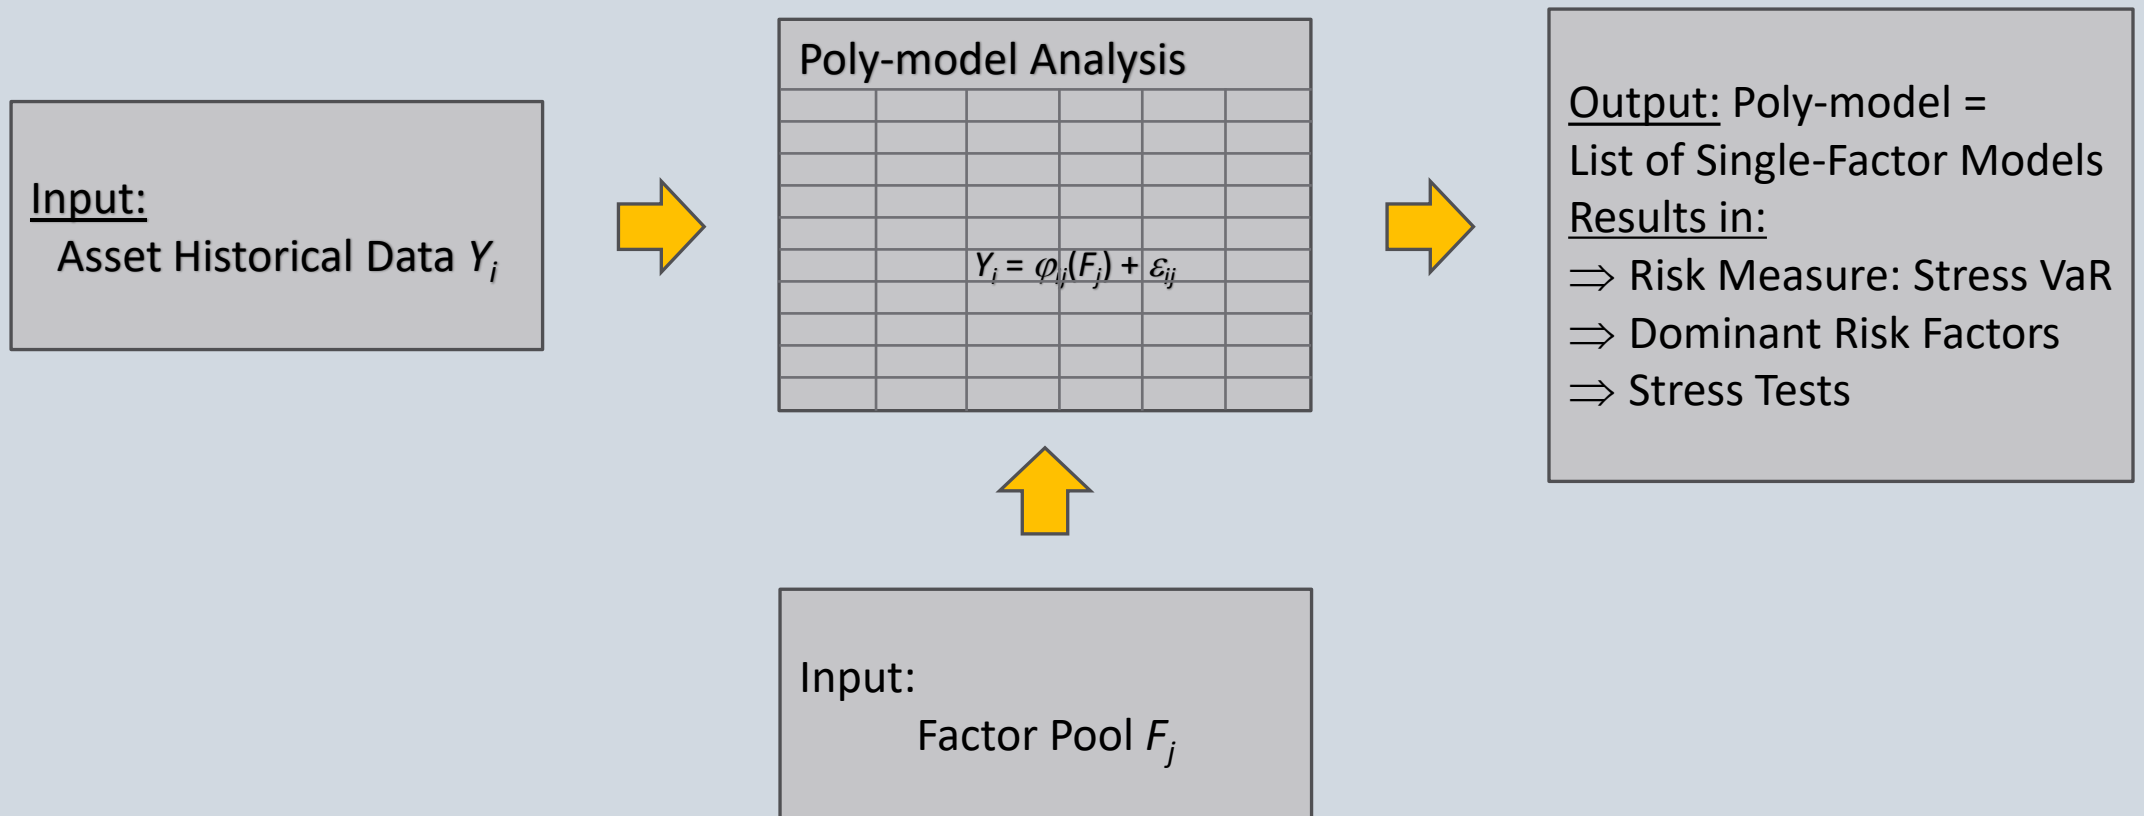 Input:
Asset Historical Data Yᵢ
Poly-model Analysis
Yᵢ = φᵢⱼ(Fⱼ) + εᵢⱼ
Output: Poly-model =
List of Single-Factor Models
Results in:
⇒ Risk Measure: Stress VaR
⇒ Dominant Risk Factors
⇒ Stress Tests
Input:
Factor Pool Fⱼ